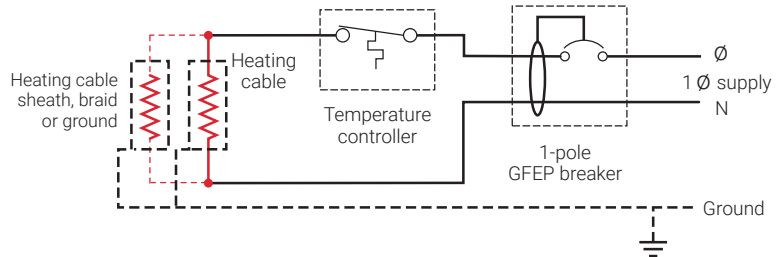 Heating cable
sheath, braid
or ground
Heating
cable
Temperature
controller
1-pole
GFEP breaker
Ø
1 Ø supply
N
Ground